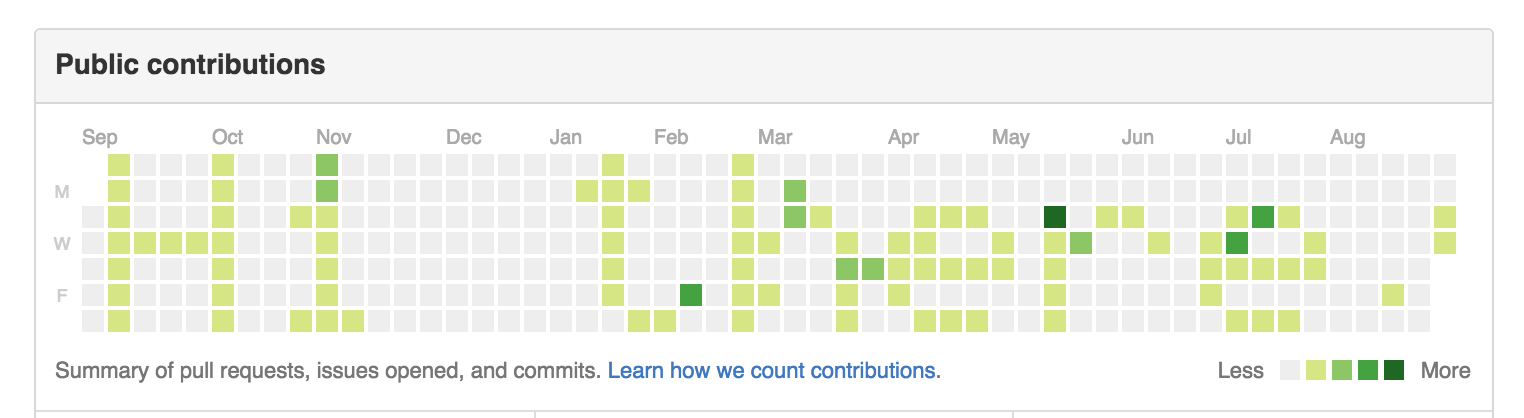 Public contributions
Sep Oct Nov Dec Jan Feb Mar Apr May Jun Jul Aug
M
W
F
Summary of pull requests, issues opened, and commits. Learn how we count contributions.
Less More